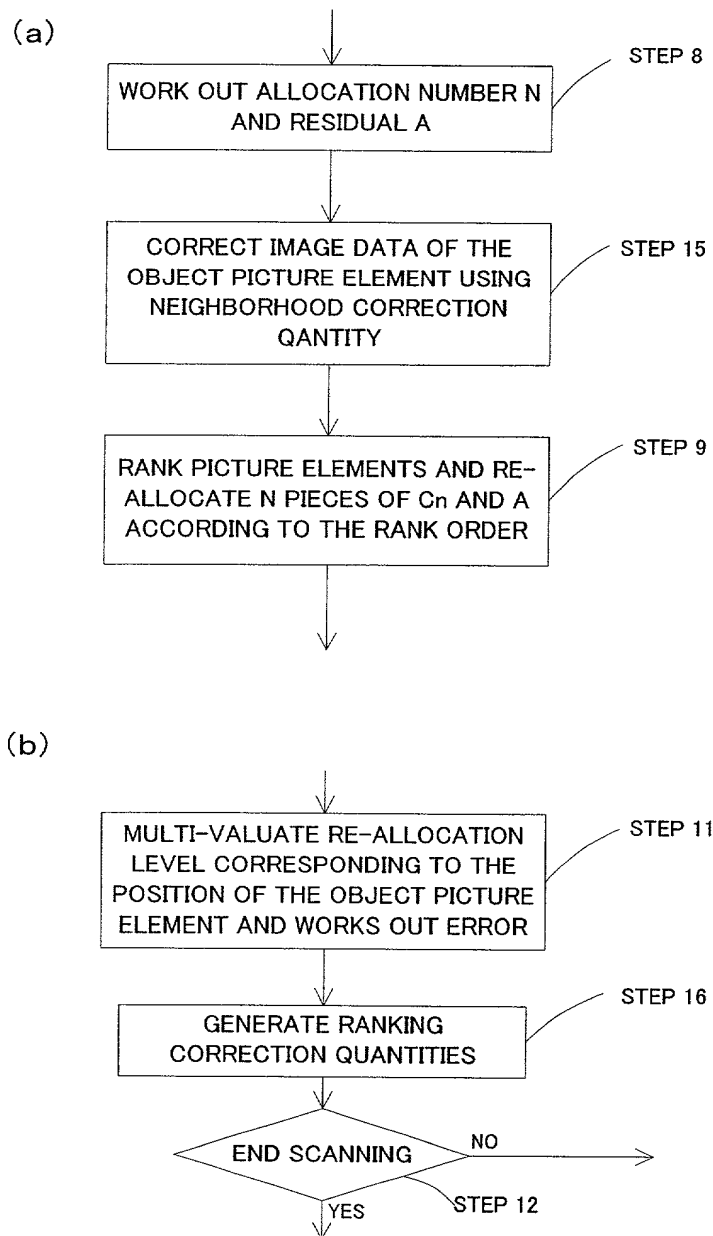 (a)
STEP 8
WORK OUT ALLOCATION NUMBER N
AND RESIDUAL A
STEP 15
CORRECT IMAGE DATA OF THE
OBJECT PICTURE ELEMENT USING
NEIGHBORHOOD CORRECTION
QANTITY
STEP 9
RANK PICTURE ELEMENTS AND RE-
ALLOCATE N PIECES OF Cn AND A
ACCORDING TO THE RANK ORDER
(b)
STEP 11
MULTI-VALUATE RE-ALLOCATION
LEVEL CORRESPONDING TO THE
POSITION OF THE OBJECT PICTURE
ELEMENT AND WORKS OUT ERROR
STEP 16
GENERATE RANKING
CORRECTION QUANTITIES
END SCANNING
NO
STEP 12
YES